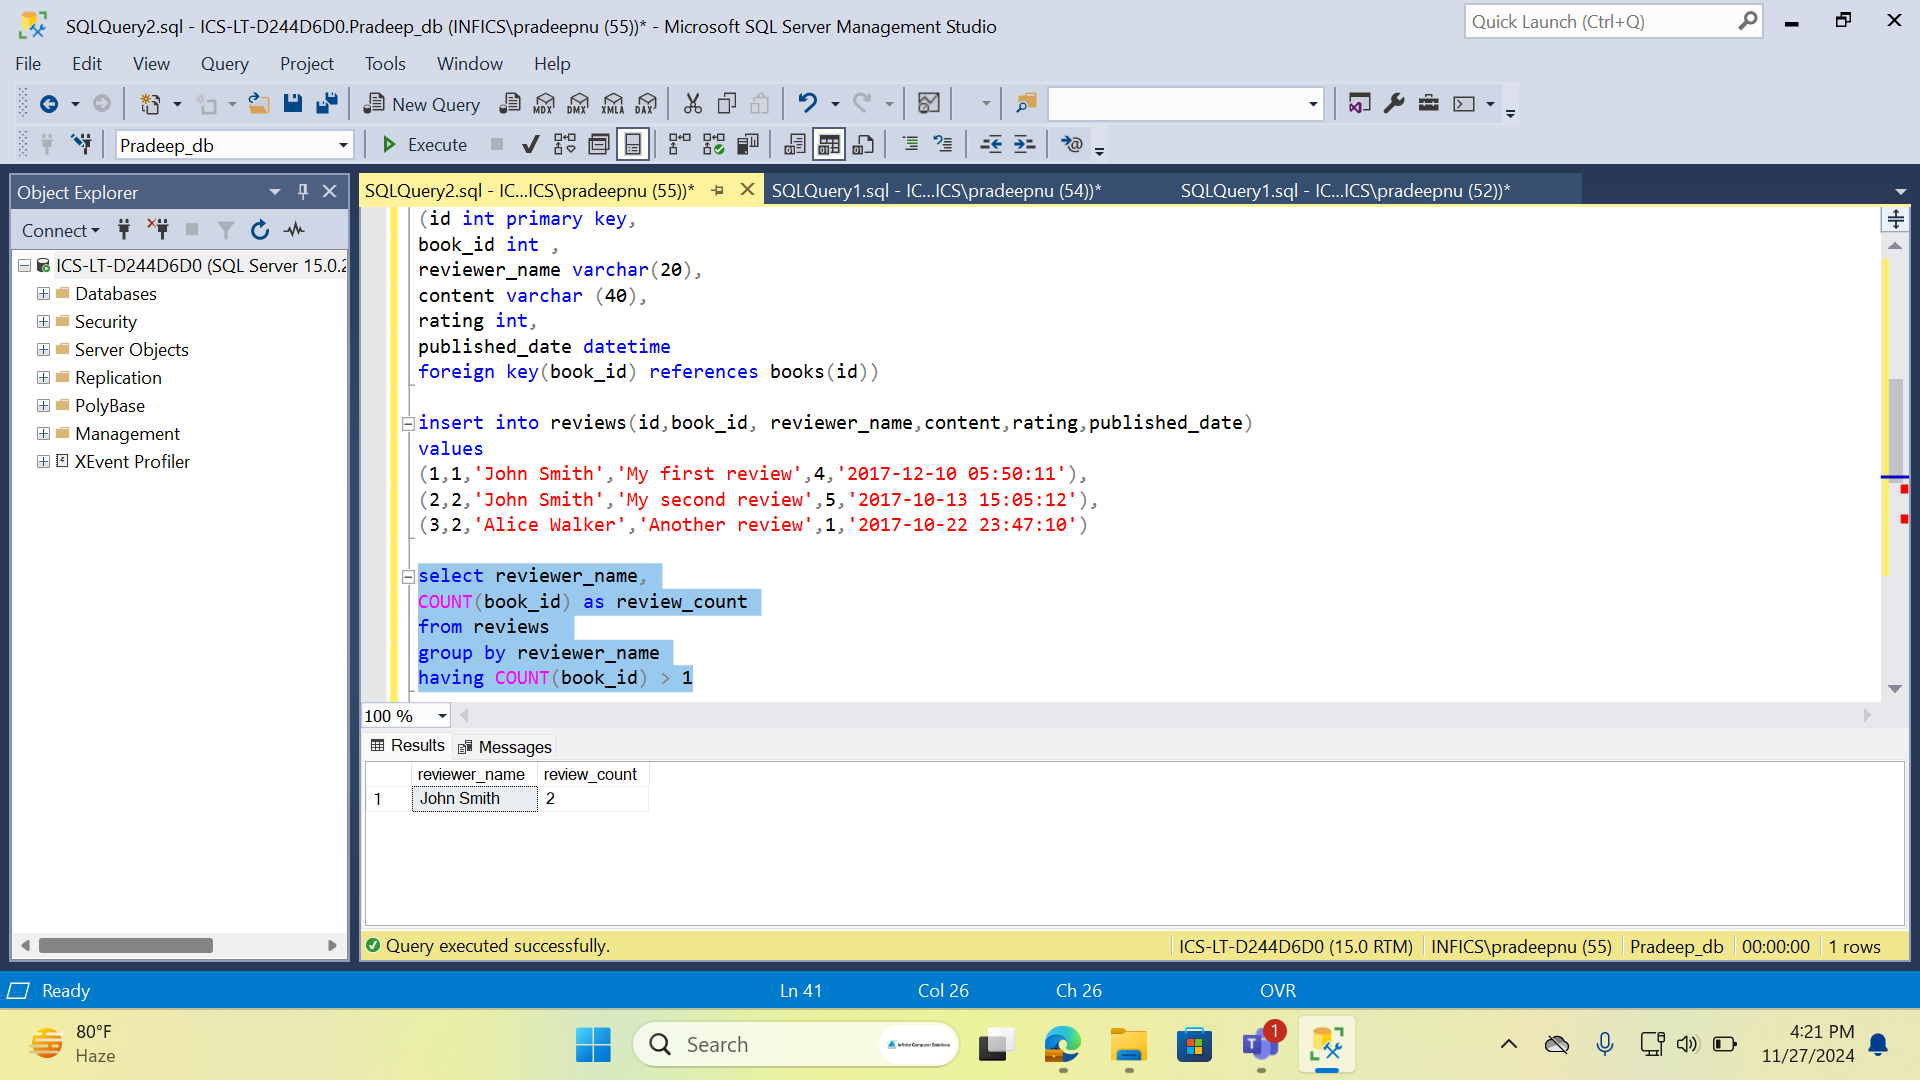 SQLQuery2.sql - ICS-LT-D244D6D0.Pradeep_db (INFICS\pradeepnu (55))* - Microsoft SQL Server Management Studio
Quick Launch (Ctrl+Q)
File Edit View Query Project Tools Window Help
New Query MDX DMX XMLA DAX
Pradeep_db Execute
Object Explorer
SQLQuery2.sql - IC...ICS\pradeepnu (55))* SQLQuery1.sql - IC...ICS\pradeepnu (54))* SQLQuery1.sql - IC...ICS\pradeepnu (52))*
Connect
ICS-LT-D244D6D0 (SQL Server 15.0.2
Databases
Security
Server Objects
Replication
PolyBase
Management
XEvent Profiler
(id int primary key,
book_id int ,
reviewer_name varchar(20),
content varchar (40),
rating int,
published_date datetime
foreign key(book_id) references books(id))
insert into reviews(id,book_id, reviewer_name,content,rating,published_date)
values
(1,1,'John Smith','My first review',4,'2017-12-10 05:50:11'),
(2,2,'John Smith','My second review',5,'2017-10-13 15:05:12'),
(3,2,'Alice Walker','Another review',1,'2017-10-22 23:47:10')
select reviewer_name,
COUNT(book_id) as review_count
from reviews
group by reviewer_name
having COUNT(book_id) > 1
100 %
Results Messages
reviewer_name review_count
1 John Smith 2
Query executed successfully. ICS-LT-D244D6D0 (15.0 RTM) INFICS\pradeepnu (55) Pradeep_db 00:00:00 1 rows
Ready Ln 41 Col 26 Ch 26 OVR
80°F
Haze
Search
Infinite Computer Solutions
1
4:21 PM
11/27/2024